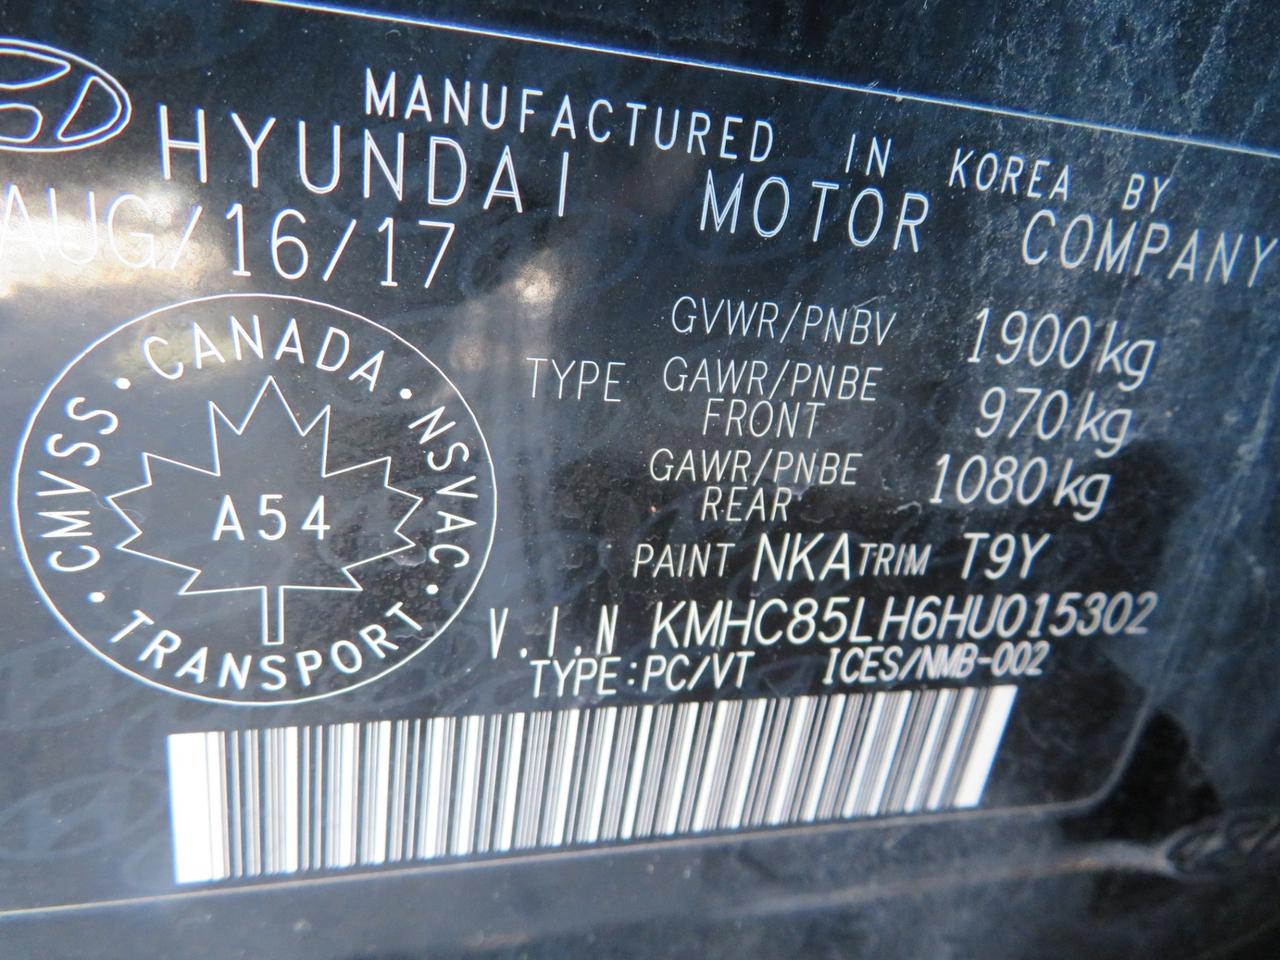 MANUFACTURED IN KOREA BY
HYUNDAI MOTOR COMPANY
AUG/16/17
CANADA · NSVAC · TRANSPORT · CMVSS ·
A54
TYPE
GVWR/PNBV 1900 kg
GAWR/PNBE FRONT 970 kg
GAWR/PNBE REAR 1080 kg
PAINT NKA TRIM T9Y
V.I.N KMHC85LH6HU015302
TYPE:PC/VT ICES/NMB-002